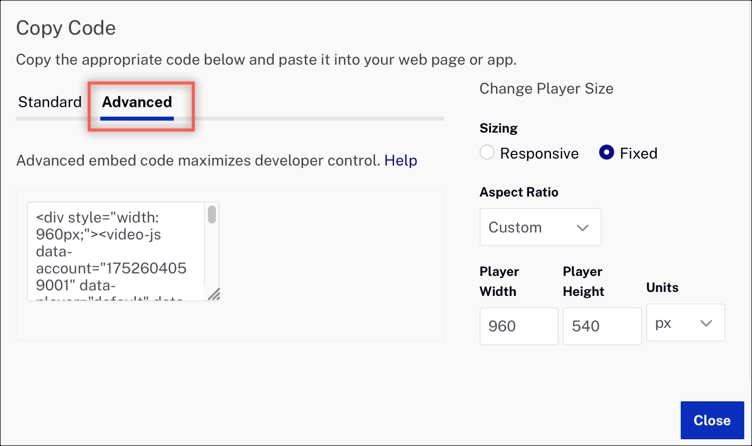 Copy Code
Copy the appropriate code below and paste it into your web page or app.
Standard
Advanced
Advanced embed code maximizes developer control. Help
<div style="width:
960px;"><video-js
data-
account="175260405
9001" data-
player="default" data-
Change Player Size
Sizing
Responsive
Fixed
Aspect Ratio
Custom
Player
Width
Player
Height
Units
960
540
px
Close